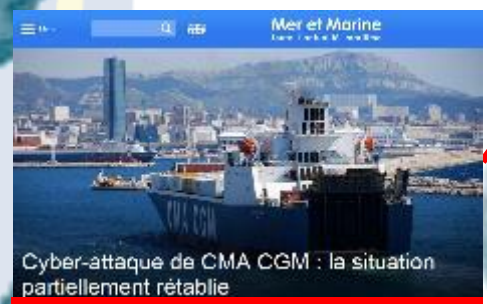 Mer et Marine
CMA CGM
Cyber-attaque de CMA CGM : la situation
partiellement rétablie